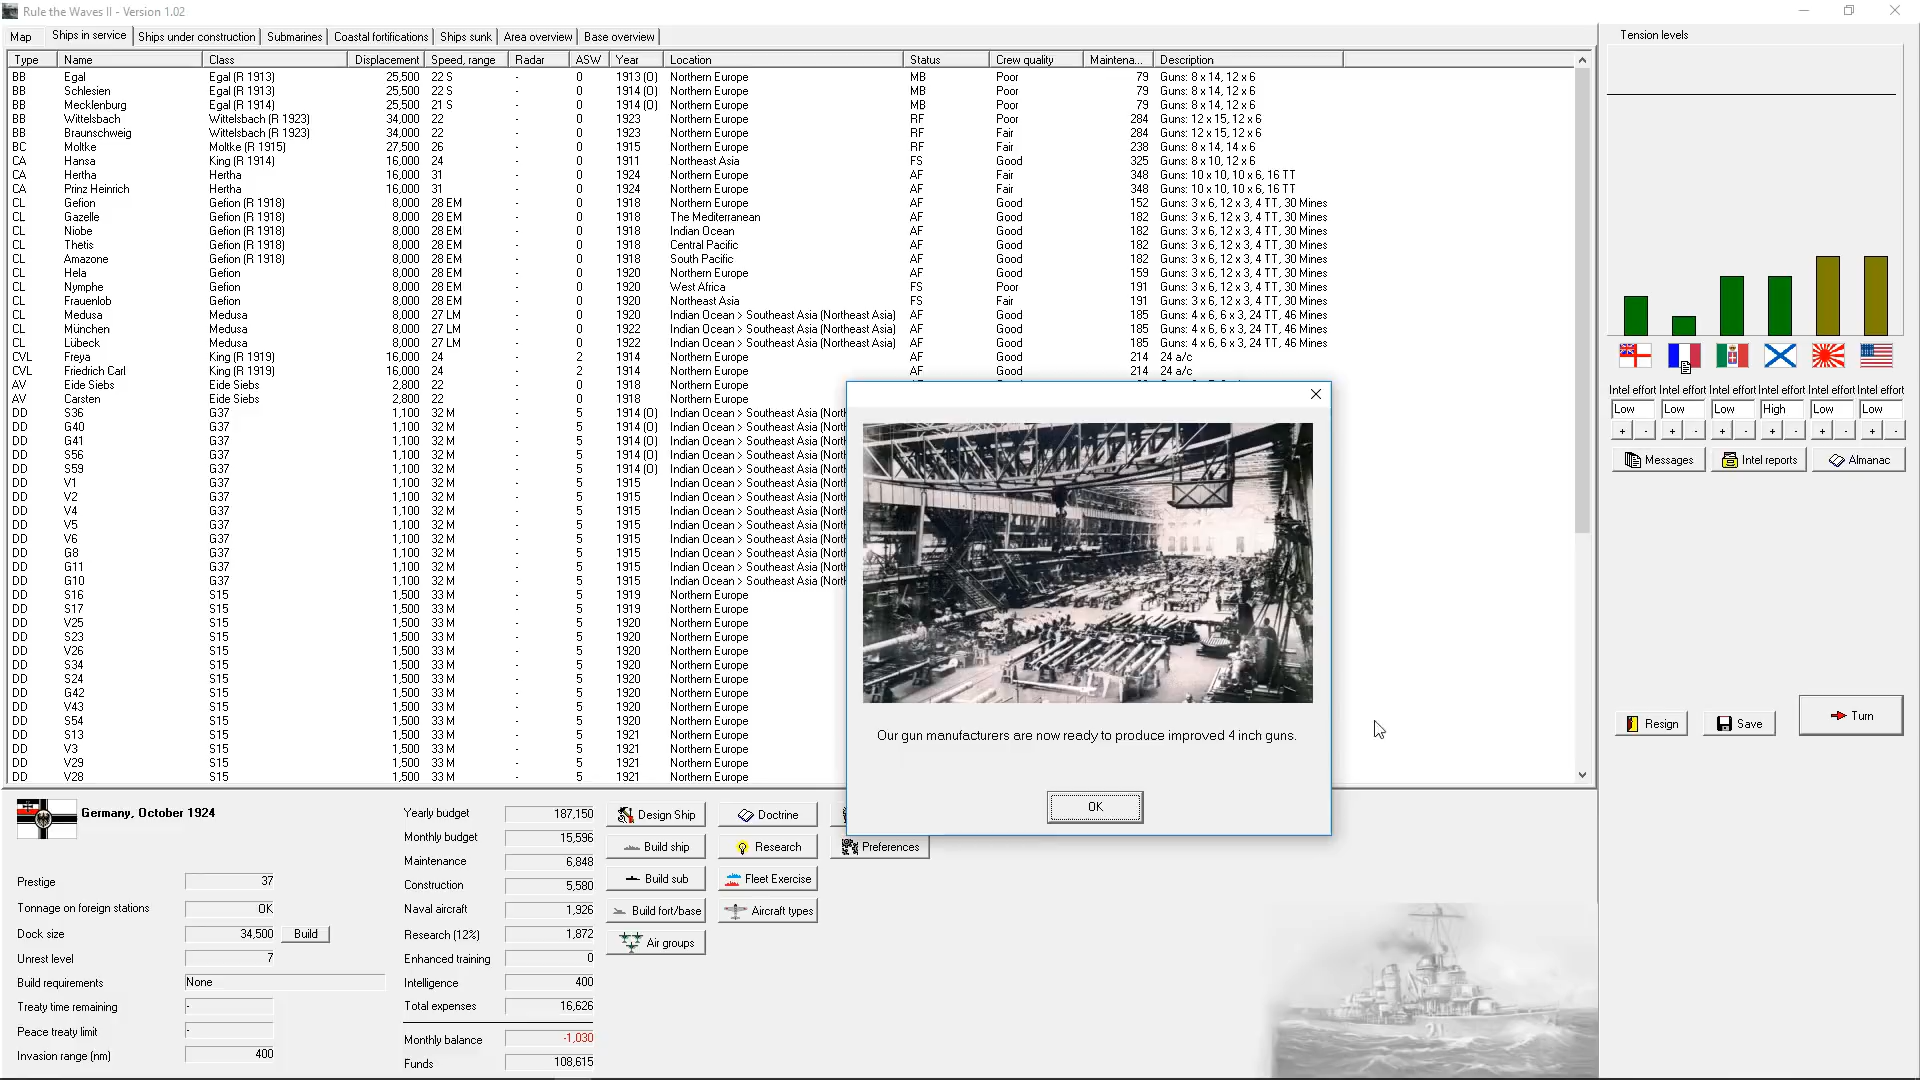 Rule the Waves II - Version 1.02
Map Ships in service Ships under construction Submarines Coastal fortifications Ships sunk Area overview Base overview
Type Name Class Displacement Speed, range Radar ASW Year Location Status Crew quality Maintena... Description
BB Egal Egal (R 1913) 25,500 22 S - 0 1913 (O) Northern Europe MB Poor 79 Guns: 8 x 14, 12 x 6
BB Schlesien Egal (R 1913) 25,500 22 S - 0 1914 (O) Northern Europe MB Poor 79 Guns: 8 x 14, 12 x 6
BB Mecklenburg Egal (R 1914) 25,500 21 S - 0 1914 (O) Northern Europe MB Poor 79 Guns: 8 x 14, 12 x 6
BB Wittelsbach Wittelsbach (R 1923) 34,000 22 - 0 1923 Northern Europe RF Poor 284 Guns: 12 x 15, 12 x 6
BB Braunschweig Wittelsbach (R 1923) 34,000 22 - 0 1923 Northern Europe RF Fair 284 Guns: 12 x 15, 12 x 6
BC Moltke Moltke (R 1915) 27,500 26 - 0 1915 Northern Europe RF Fair 238 Guns: 8 x 14, 14 x 6
CA Hansa King (R 1914) 16,000 24 - 0 1911 Northeast Asia FS Good 325 Guns: 8 x 10, 12 x 6
CA Hertha Hertha 16,000 31 - 0 1924 Northern Europe AF Fair 348 Guns: 10 x 10, 10 x 6, 16 TT
CA Prinz Heinrich Hertha 16,000 31 - 0 1924 Northern Europe AF Fair 348 Guns: 10 x 10, 10 x 6, 16 TT
CL Gefion Gefion (R 1918) 8,000 28 EM - 0 1918 Northern Europe AF Good 152 Guns: 3 x 6, 12 x 3, 4 TT, 30 Mines
CL Gazelle Gefion (R 1918) 8,000 28 EM - 0 1918 The Mediterranean AF Good 182 Guns: 3 x 6, 12 x 3, 4 TT, 30 Mines
CL Niobe Gefion (R 1918) 8,000 28 EM - 0 1918 Indian Ocean AF Good 182 Guns: 3 x 6, 12 x 3, 4 TT, 30 Mines
CL Thetis Gefion (R 1918) 8,000 28 EM - 0 1918 Central Pacific AF Good 182 Guns: 3 x 6, 12 x 3, 4 TT, 30 Mines
CL Amazone Gefion (R 1918) 8,000 28 EM - 0 1918 South Pacific AF Good 182 Guns: 3 x 6, 12 x 3, 4 TT, 30 Mines
CL Hela Gefion 8,000 28 EM - 0 1920 Northern Europe AF Good 159 Guns: 3 x 6, 12 x 3, 4 TT, 30 Mines
CL Nymphe Gefion 8,000 28 EM - 0 1920 West Africa FS Poor 191 Guns: 3 x 6, 12 x 3, 4 TT, 30 Mines
CL Frauenlob Gefion 8,000 28 EM - 0 1920 Northeast Asia FS Fair 191 Guns: 3 x 6, 12 x 3, 4 TT, 30 Mines
CL Medusa Medusa 8,000 27 LM - 0 1920 Indian Ocean > Southeast Asia (Northeast Asia) AF Good 185 Guns: 4 x 6, 6 x 3, 24 TT, 46 Mines
CL München Medusa 8,000 27 LM - 0 1922 Indian Ocean > Southeast Asia (Northeast Asia) AF Good 185 Guns: 4 x 6, 6 x 3, 24 TT, 46 Mines
CL Lübeck Medusa 8,000 27 LM - 0 1922 Indian Ocean > Southeast Asia (Northeast Asia) AF Good 185 Guns: 4 x 6, 6 x 3, 24 TT, 46 Mines
CVL Freya King (R 1919) 16,000 24 - 2 1914 Northern Europe AF Good 214 24 a/c
CVL Friedrich Carl King (R 1919) 16,000 24 - 2 1914 Northern Europe AF Good 214 24 a/c
AV Eide Siebs Eide Siebs 2,800 22 - 0 1918 Northern Europe
AV Carsten Eide Siebs 2,800 22 - 0 1918 Northern Europe
DD S36 G37 1,100 32 M - 5 1914 (O) Indian Ocean > Southeast Asia (Nort
DD G40 G37 1,100 32 M - 5 1914 (O) Indian Ocean > Southeast Asia (Nort
DD G41 G37 1,100 32 M - 5 1914 (O) Indian Ocean > Southeast Asia (Nort
DD S56 G37 1,100 32 M - 5 1914 (O) Indian Ocean > Southeast Asia (Nort
DD S59 G37 1,100 32 M - 5 1914 (O) Indian Ocean > Southeast Asia (Nort
DD V1 G37 1,100 32 M - 5 1915 Indian Ocean > Southeast Asia (Nort
DD V2 G37 1,100 32 M - 5 1915 Indian Ocean > Southeast Asia (Nort
DD V4 G37 1,100 32 M - 5 1915 Indian Ocean > Southeast Asia (Nort
DD V5 G37 1,100 32 M - 5 1915 Indian Ocean > Southeast Asia (Nort
DD V6 G37 1,100 32 M - 5 1915 Indian Ocean > Southeast Asia (Nort
DD G8 G37 1,100 32 M - 5 1915 Indian Ocean > Southeast Asia (Nort
DD G11 G37 1,100 32 M - 5 1915 Indian Ocean > Southeast Asia (Nort
DD G10 G37 1,100 32 M - 5 1915 Indian Ocean > Southeast Asia (Nort
DD S16 S15 1,500 33 M - 5 1919 Northern Europe
DD S17 S15 1,500 33 M - 5 1919 Northern Europe
DD V25 S15 1,500 33 M - 5 1920 Northern Europe
DD S23 S15 1,500 33 M - 5 1920 Northern Europe
DD V26 S15 1,500 33 M - 5 1920 Northern Europe
DD S34 S15 1,500 33 M - 5 1920 Northern Europe
DD S24 S15 1,500 33 M - 5 1920 Northern Europe
DD G42 S15 1,500 33 M - 5 1920 Northern Europe
DD V43 S15 1,500 33 M - 5 1920 Northern Europe
DD S54 S15 1,500 33 M - 5 1920 Northern Europe
DD S13 S15 1,500 33 M - 5 1921 Northern Europe
DD V3 S15 1,500 33 M - 5 1921 Northern Europe
DD V29 S15 1,500 33 M - 5 1921 Northern Europe
DD V28 S15 1,500 33 M - 5 1921 Northern Europe
Our gun manufacturers are now ready to produce improved 4 inch guns.
OK
Tension levels
Intel effort Intel effort Intel effort Intel effort Intel effort Intel effort
Low Low Low High Low Low
+ - + - + - + - + - + -
Messages Intel reports Almanac
Resign Save Turn
Germany, October 1924
Prestige 37
Tonnage on foreign stations OK
Dock size 34,500 Build
Unrest level 7
Build requirements None
Treaty time remaining -
Peace treaty limit -
Invasion range (nm) 400
Yearly budget 187,150
Monthly budget 15,596
Maintenance 6,848
Construction 5,580
Naval aircraft 1,926
Research (12%) 1,872
Enhanced training 0
Intelligence 400
Total expenses 16,626
Monthly balance -1,030
Funds 108,615
Design Ship Doctrine
Build ship Research Preferences
Build sub Fleet Exercise
Build fort/base Aircraft types
Air groups
21